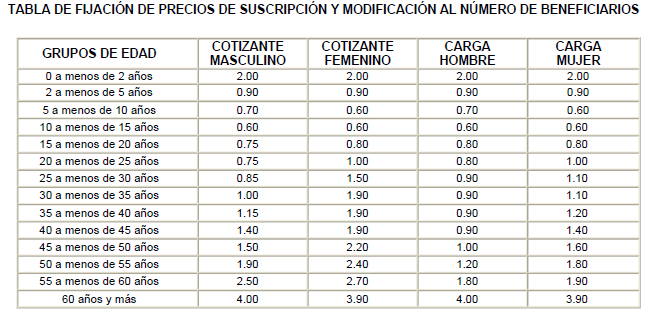 TABLA DE FIJACIÓN DE PRECIOS DE SUSCRIPCIÓN Y MODIFICACIÓN AL NÚMERO DE BENEFICIARIOS
GRUPOS DE EDAD COTIZANTE MASCULINO COTIZANTE FEMENINO CARGA HOMBRE CARGA MUJER
0 a menos de 2 años 2.00 2.00 2.00 2.00
2 a menos de 5 años 0.90 0.90 0.90 0.90
5 a menos de 10 años 0.70 0.60 0.70 0.60
10 a menos de 15 años 0.60 0.60 0.60 0.60
15 a menos de 20 años 0.75 0.80 0.80 0.80
20 a menos de 25 años 0.75 1.00 0.80 1.00
25 a menos de 30 años 0.85 1.50 0.90 1.10
30 a menos de 35 años 1.00 1.90 0.90 1.10
35 a menos de 40 años 1.15 1.90 0.90 1.20
40 a menos de 45 años 1.40 1.90 0.90 1.40
45 a menos de 50 años 1.50 2.20 1.00 1.60
50 a menos de 55 años 1.90 2.40 1.20 1.80
55 a menos de 60 años 2.50 2.70 1.80 1.90
60 años y más 4.00 3.90 4.00 3.90